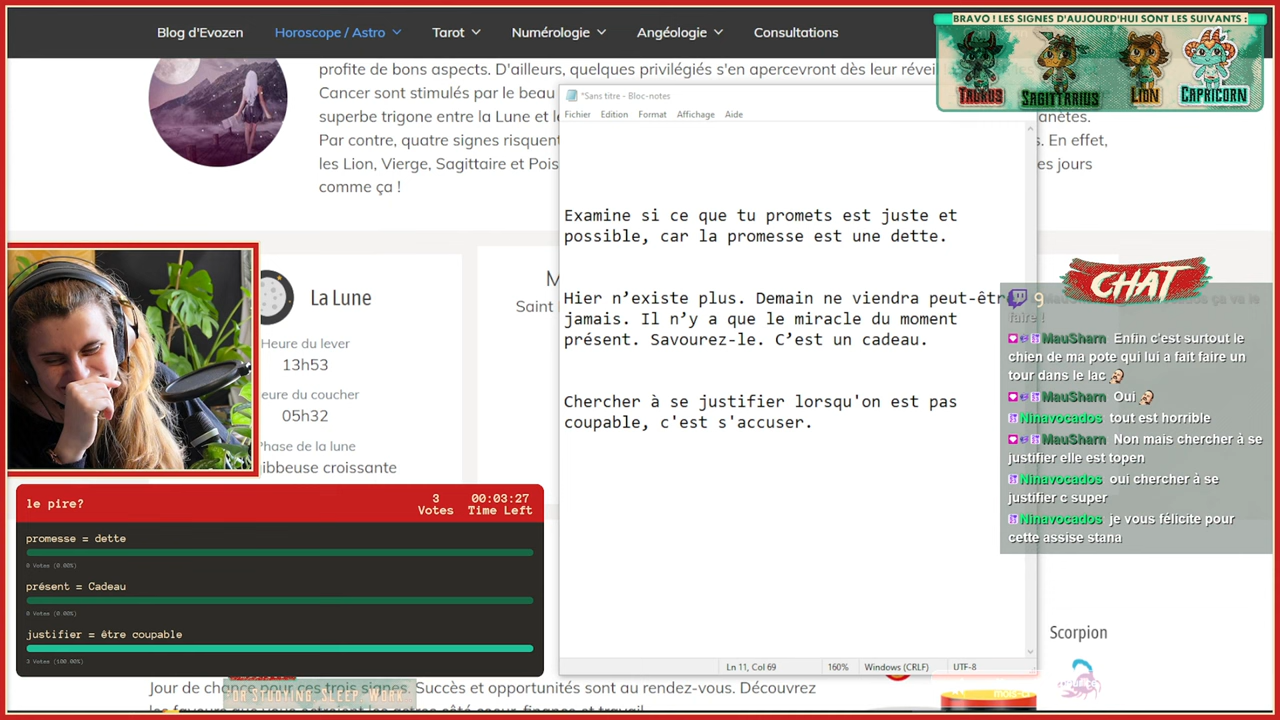 Blog d'Evozen Horoscope / Astro Tarot Numérologie Angéologie Consultations
BRAVO ! LES SIGNES D'AUJOURD'HUI SONT LES SUIVANTS :
TAURUS SAGITTARIUS LION CAPRICORN
profite de bons aspects. D'ailleurs, quelques privilégiés s'en apercevront dès leur réveil
Cancer sont stimulés par le beau
superbe trigone entre la Lune et
Par contre, quatre signes risquent
les Lion, Vierge, Sagittaire et
comme ça !
. En effet,
es jours
*Sans titre - Bloc-notes
Fichier Edition Format Affichage Aide
Examine si ce que tu promets est juste et
possible, car la promesse est une dette.
Hier n’existe plus. Demain ne viendra peut-être
jamais. Il n’y a que le miracle du moment
présent. Savourez-le. C’est un cadeau.
Chercher à se justifier lorsqu'on est pas
coupable, c'est s'accuser.
Ln 11, Col 69 160% Windows (CRLF) UTF-8
La Lune
Heure du lever
13h53
eure du coucher
05h32
Phase de la lune
ibbeuse croissante
Saint
CHAT
9
faire !
MauSharn Enfin c'est surtout le
chien de ma pote qui lui a fait faire un
tour dans le lac
MauSharn Oui
Ninavocados tout est horrible
MauSharn Non mais chercher à se
justifier elle est topen
Ninavocados oui chercher à se
justifier c super
Ninavocados je vous félicite pour
cette assise stana
le pire? 3 00:03:27
Votes Time Left
promesse = dette
0 Votes (0.00%)
présent = Cadeau
0 Votes (0.00%)
justifier = être coupable
3 Votes (100.00%)
Scorpion
Jour de chance pour ces trois signes. Succès et opportunités sont au rendez-vous. Découvrez